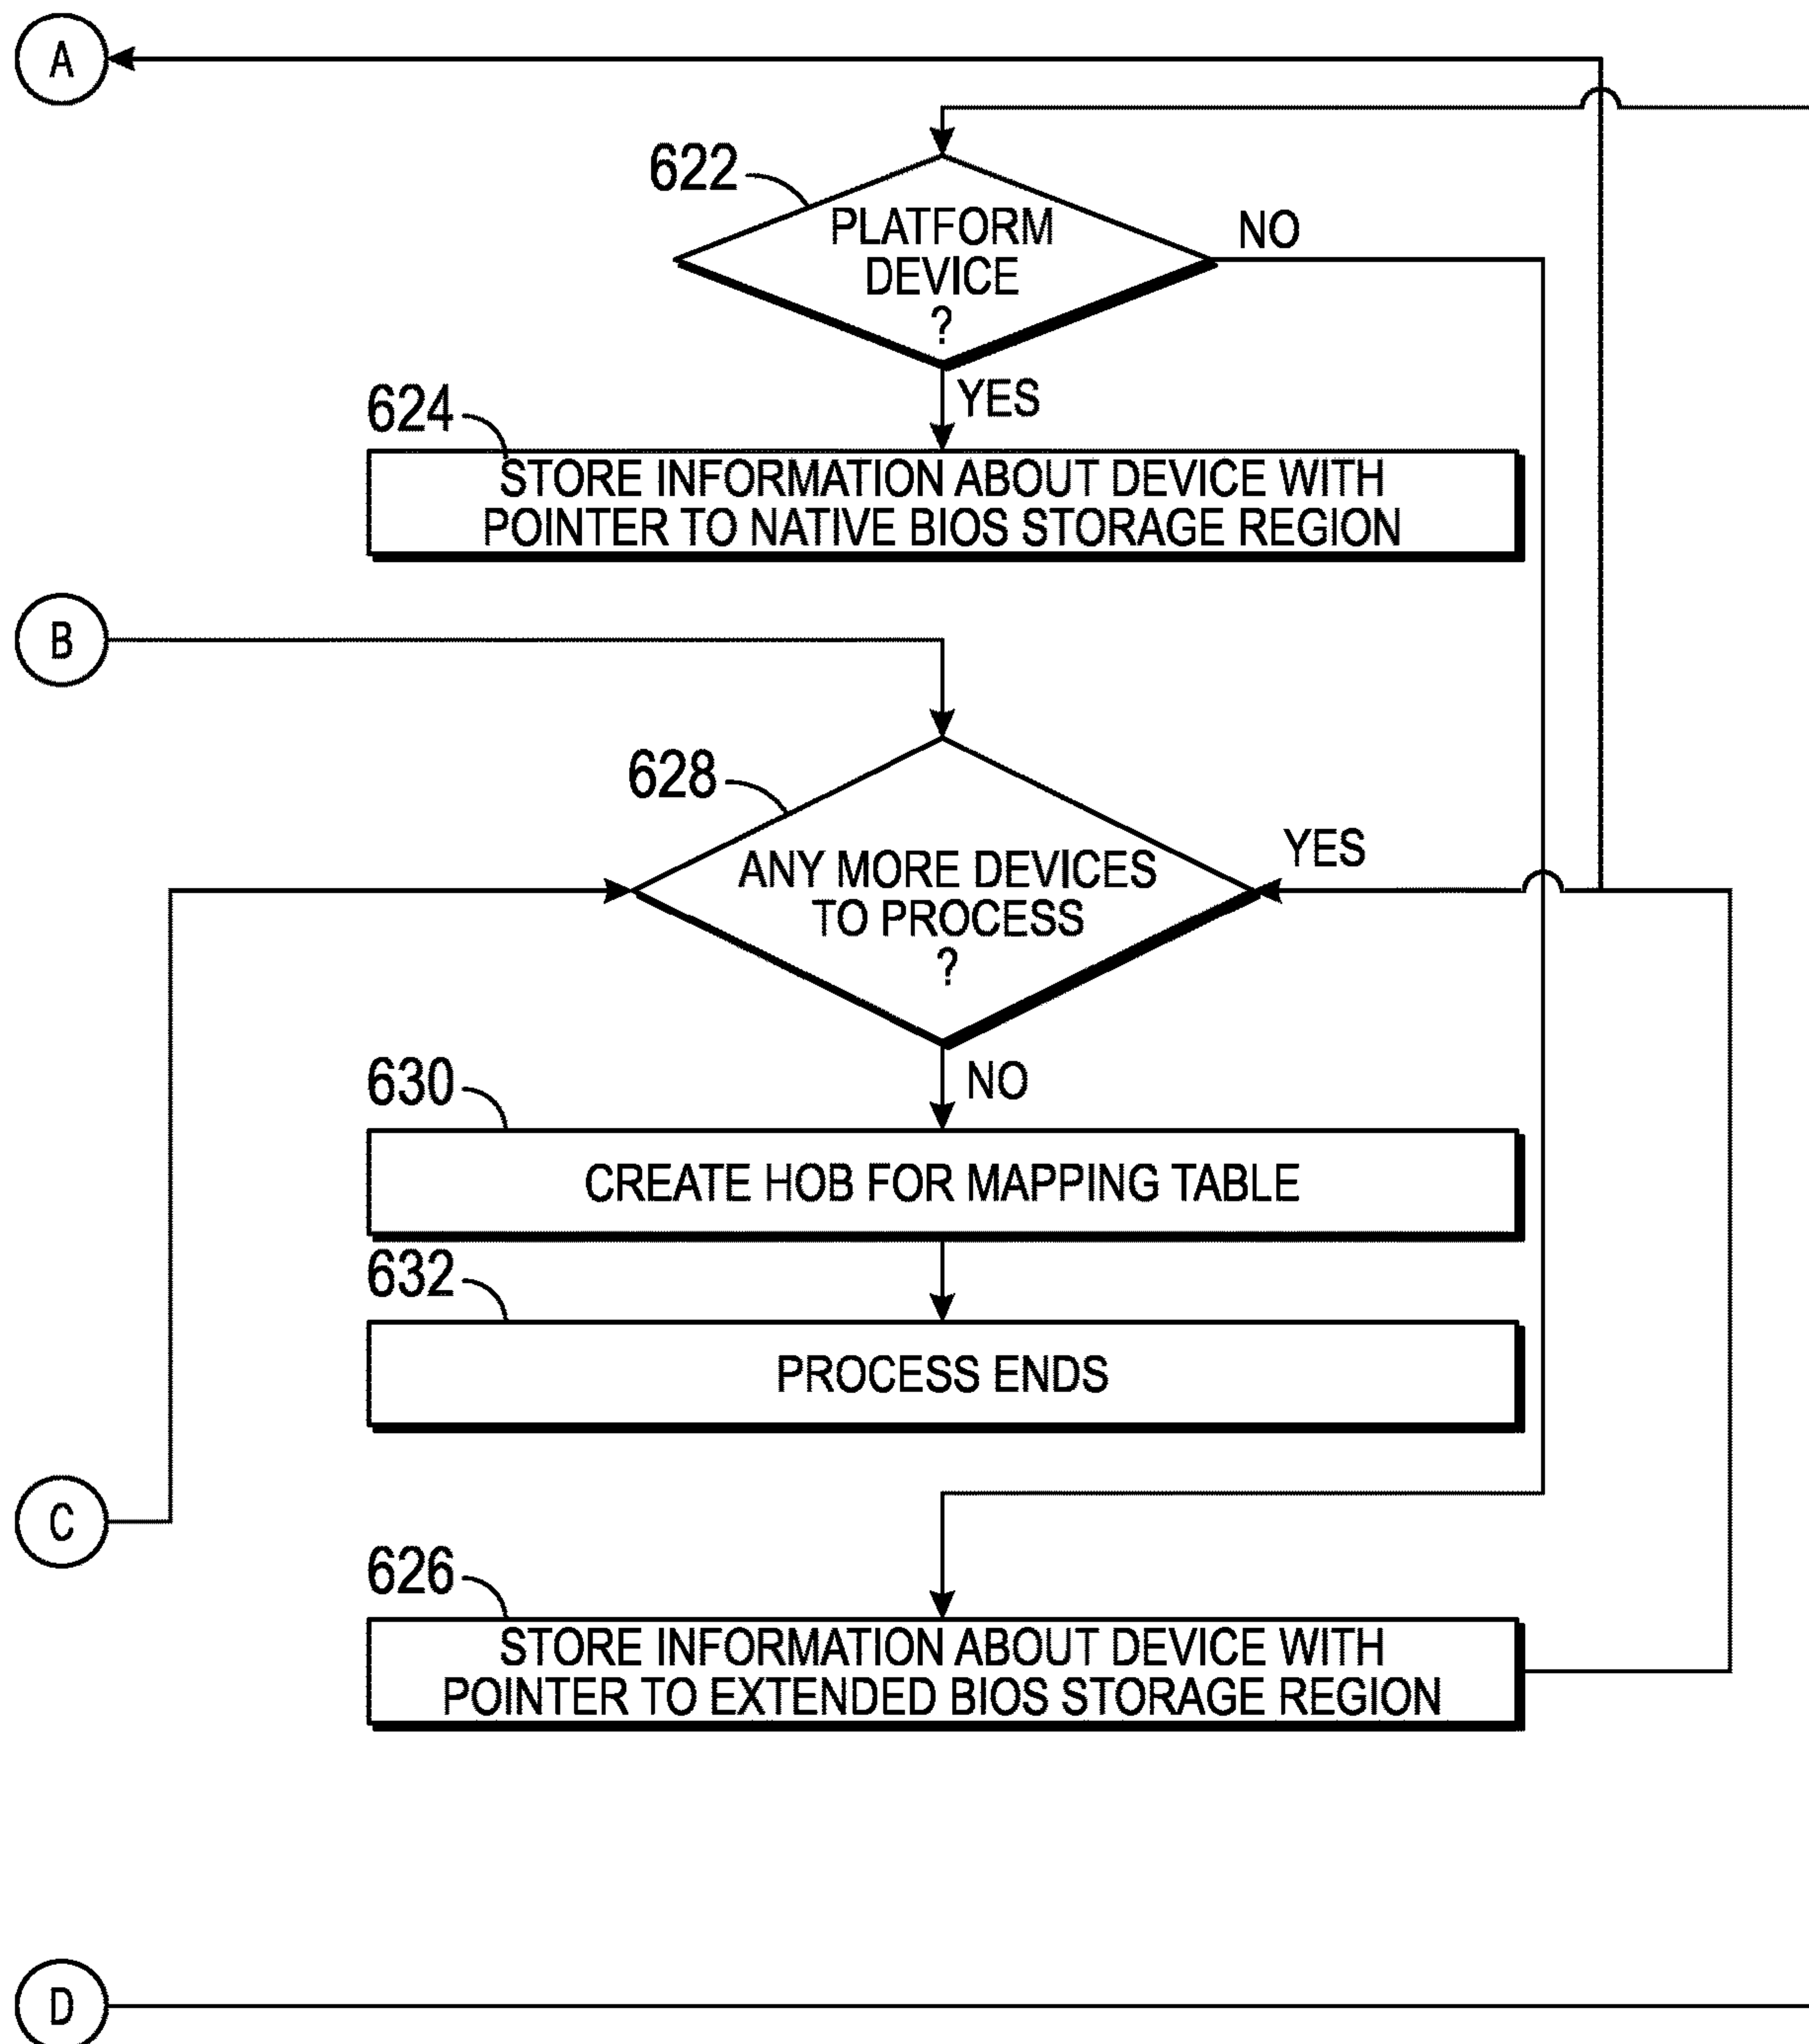 A
622
PLATFORM
DEVICE
?
NO
YES
624
STORE INFORMATION ABOUT DEVICE WITH
POINTER TO NATIVE BIOS STORAGE REGION
B
628
ANY MORE DEVICES
TO PROCESS
?
YES
NO
630
CREATE HOB FOR MAPPING TABLE
632
PROCESS ENDS
C
626
STORE INFORMATION ABOUT DEVICE WITH
POINTER TO EXTENDED BIOS STORAGE REGION
D